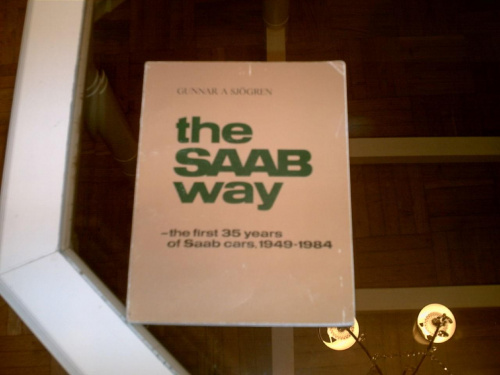 GUNNAR A SJÖGREN
the
SAAB
way
–the first 35 years
of Saab cars, 1949-1984